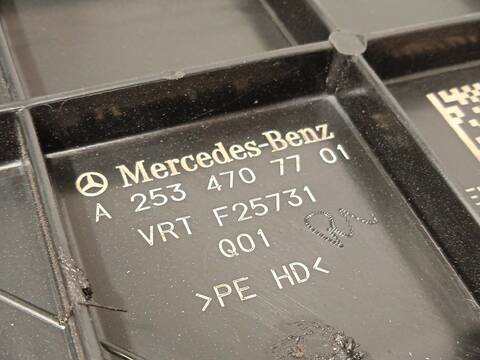 Mercedes-Benz
A 253 470 77 01
VRT F25731
Q01
>PE HD<